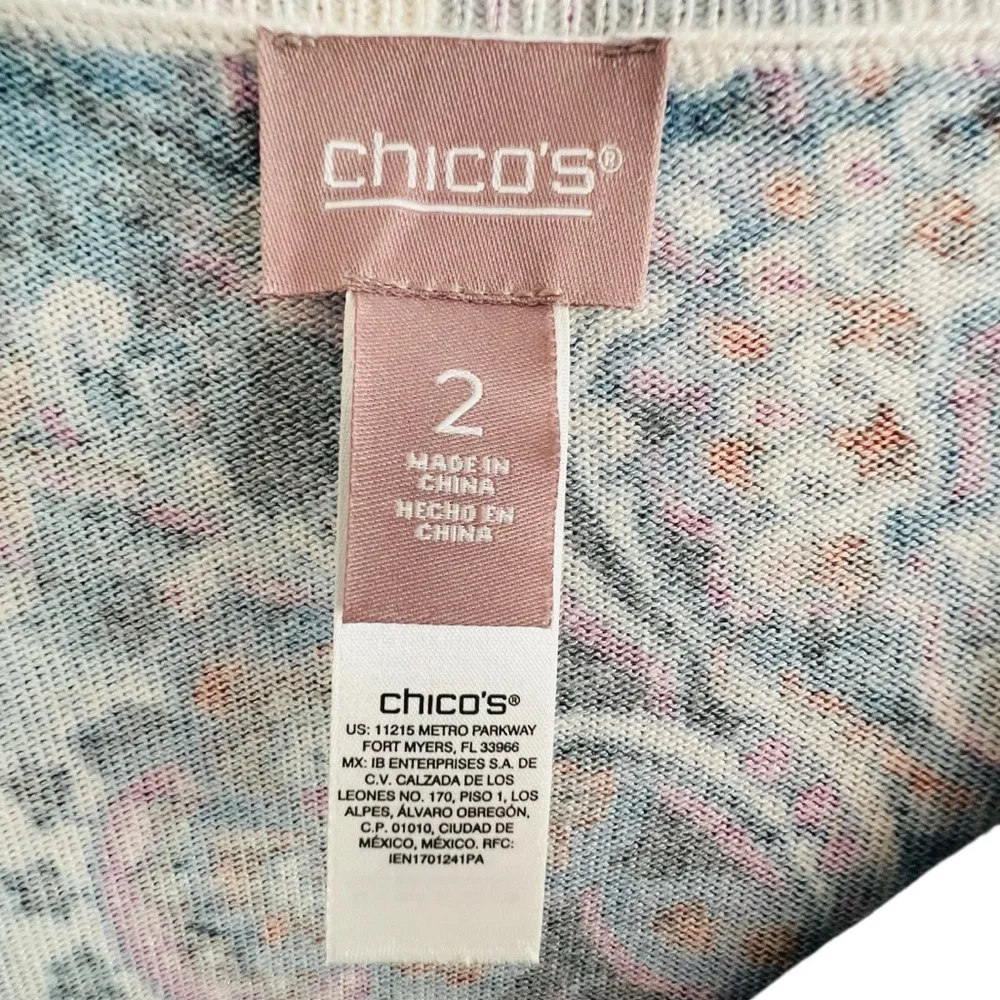 chico's®
2
MADE IN
CHINA
HECHO EN
CHINA
chico's®
US: 11215 METRO PARKWAY
FORT MYERS, FL 33966
MX: IB ENTERPRISES S.A. DE
C.V. CALZADA DE LOS
LEONES NO. 170, PISO 1, LOS
ALPES, ÁLVARO OBREGÓN,
C.P. 01010, CIUDAD DE
MÉXICO, MÉXICO. RFC:
IEN1701241PA